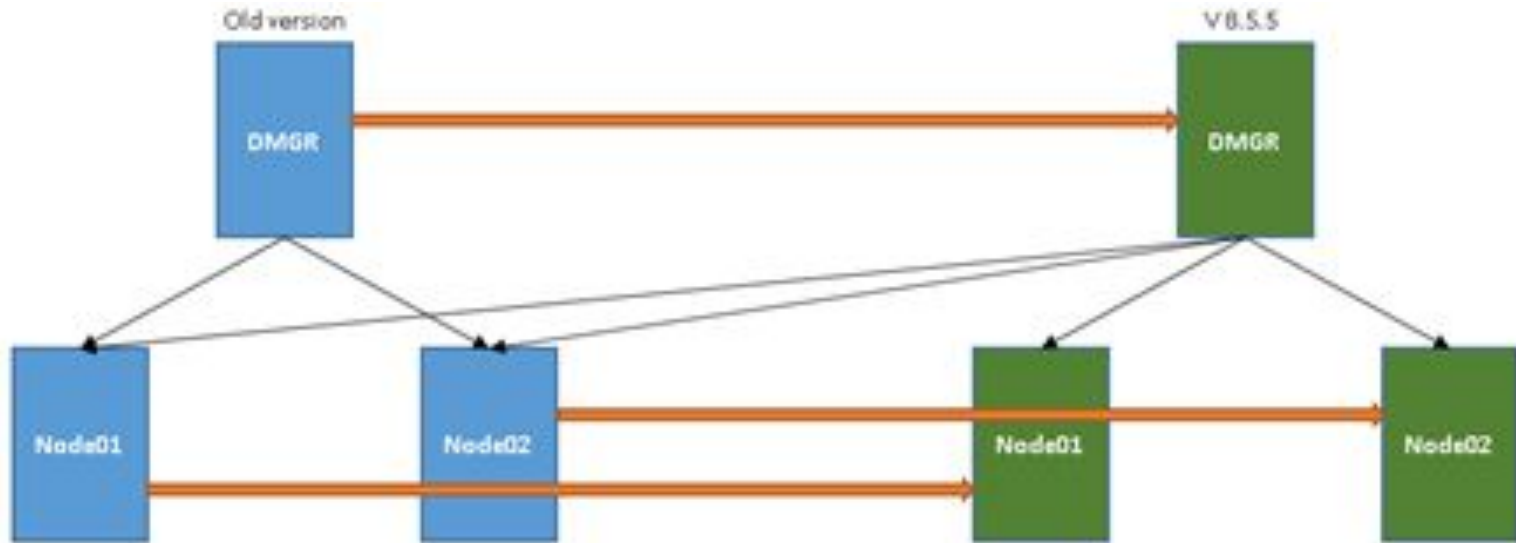 Old version
V 8.5.5
DMGR
DMGR
Node01
Node02
Node01
Node02